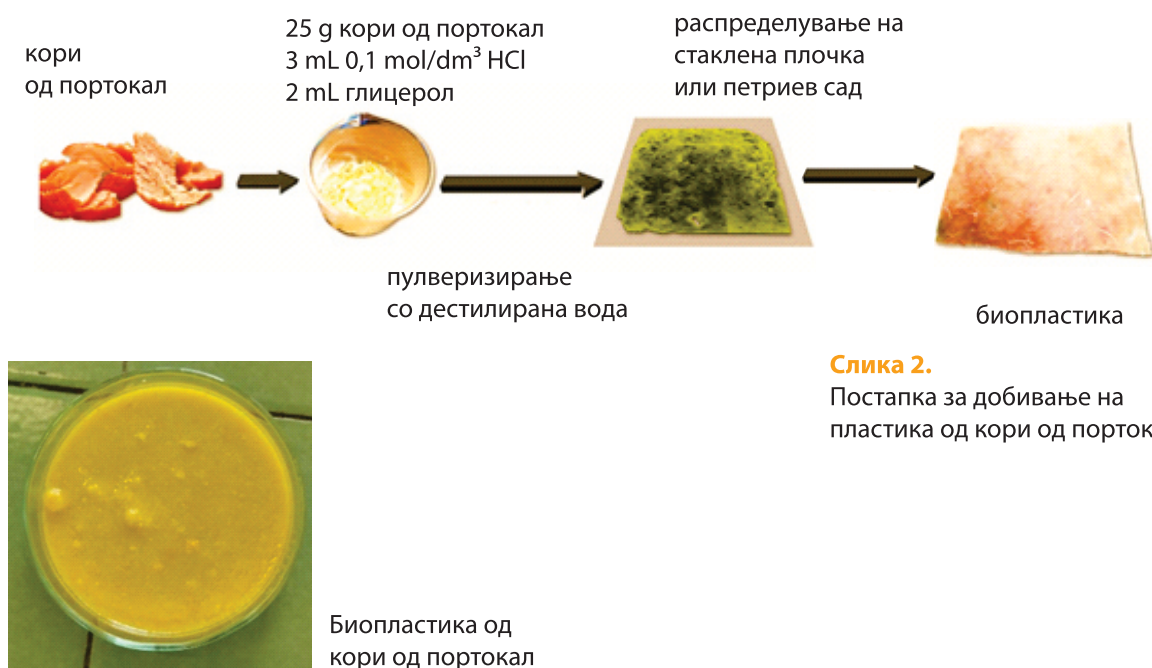 кори
од портокал
25 g кори од портокал
3 mL 0,1 mol/dm³ HCl
2 mL глицерол
распределување на
стаклена плочка
или петриев сад
пулверизирање
со дестилирана вода
биопластика
Слика 2.
Постапка за добивање на
пластика од кори од порток
Биопластика од
кори од портокал